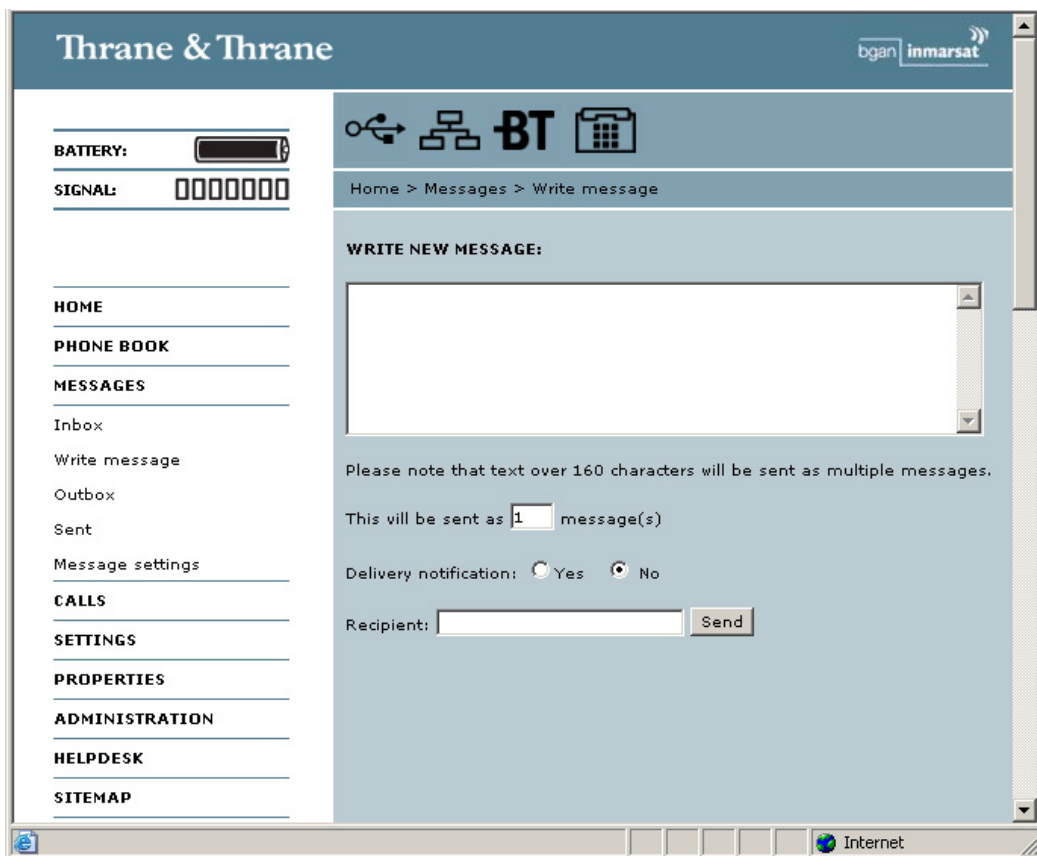 Thrane & Thrane
bgan inmarsat
BATTERY:
SIGNAL:
BT
Home > Messages > Write message
HOME
PHONE BOOK
MESSAGES
Inbox
Write message
Outbox
Sent
Message settings
CALLS
SETTINGS
PROPERTIES
ADMINISTRATION
HELPDESK
SITEMAP
WRITE NEW MESSAGE:
Please note that text over 160 characters will be sent as multiple messages.
This vill be sent as 1 message(s)
Delivery notification: Yes No
Recipient: Send
Internet